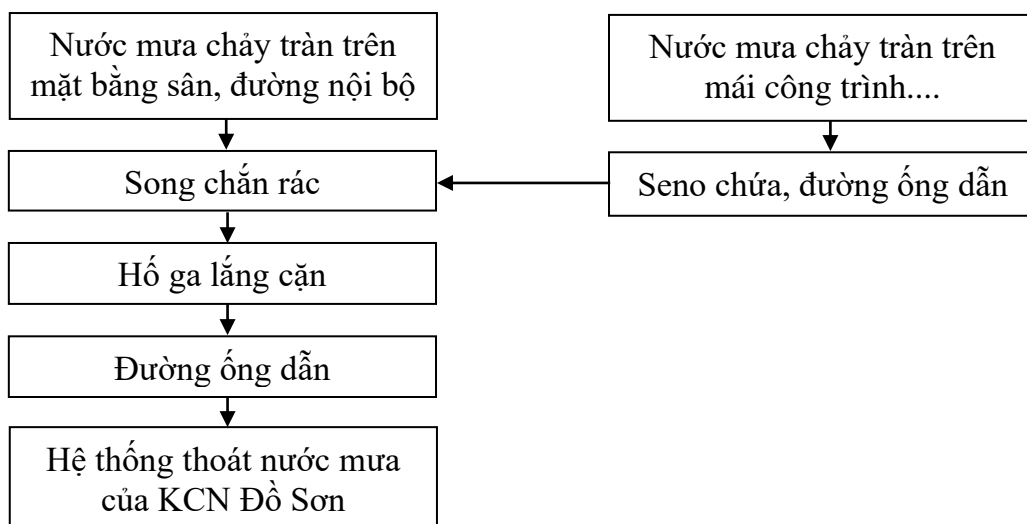 Nước mưa chảy tràn trên
mặt bằng sân, đường nội bộ
Nước mưa chảy tràn trên
mái công trình....
Song chắn rác
Seno chứa, đường ống dẫn
Hố ga lắng cặn
Đường ống dẫn
Hệ thống thoát nước mưa
của KCN Đồ Sơn